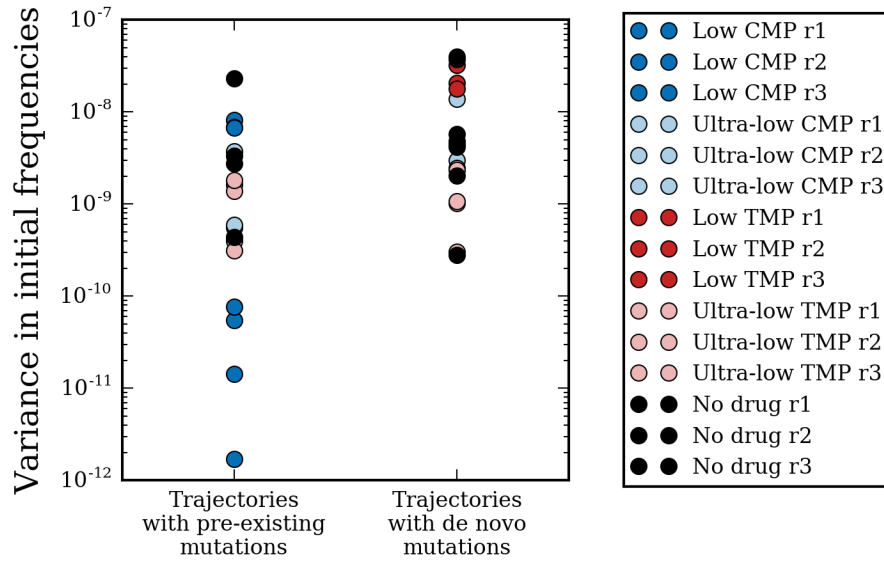 Variance in initial frequencies
10⁻⁷
10⁻⁸
10⁻⁹
10⁻¹⁰
10⁻¹¹
10⁻¹²
Trajectories
with pre-existing
mutations
Trajectories
with de novo
mutations
Low CMP r1
Low CMP r2
Low CMP r3
Ultra-low CMP r1
Ultra-low CMP r2
Ultra-low CMP r3
Low TMP r1
Low TMP r2
Low TMP r3
Ultra-low TMP r1
Ultra-low TMP r2
Ultra-low TMP r3
No drug r1
No drug r2
No drug r3